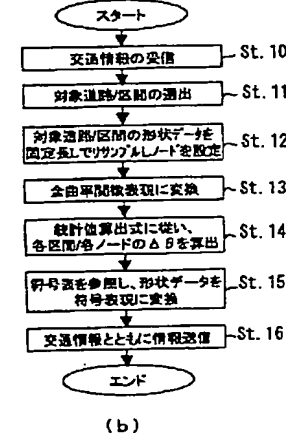 スタート
交通情報の受信
St. 10
対象道路/区間の選出
St. 11
対象道路/区間の形状データを
固定長しでリサンプルしノードを設定
St. 12
全曲率関数表現に変換
St. 13
統計値算出式に従い、
各区間/各ノードのΔθを算出
St. 14
符号表を参照し、形状データを
符号表現に変換
St. 15
交通情報とともに情報送信
St. 16
エンド
(b)